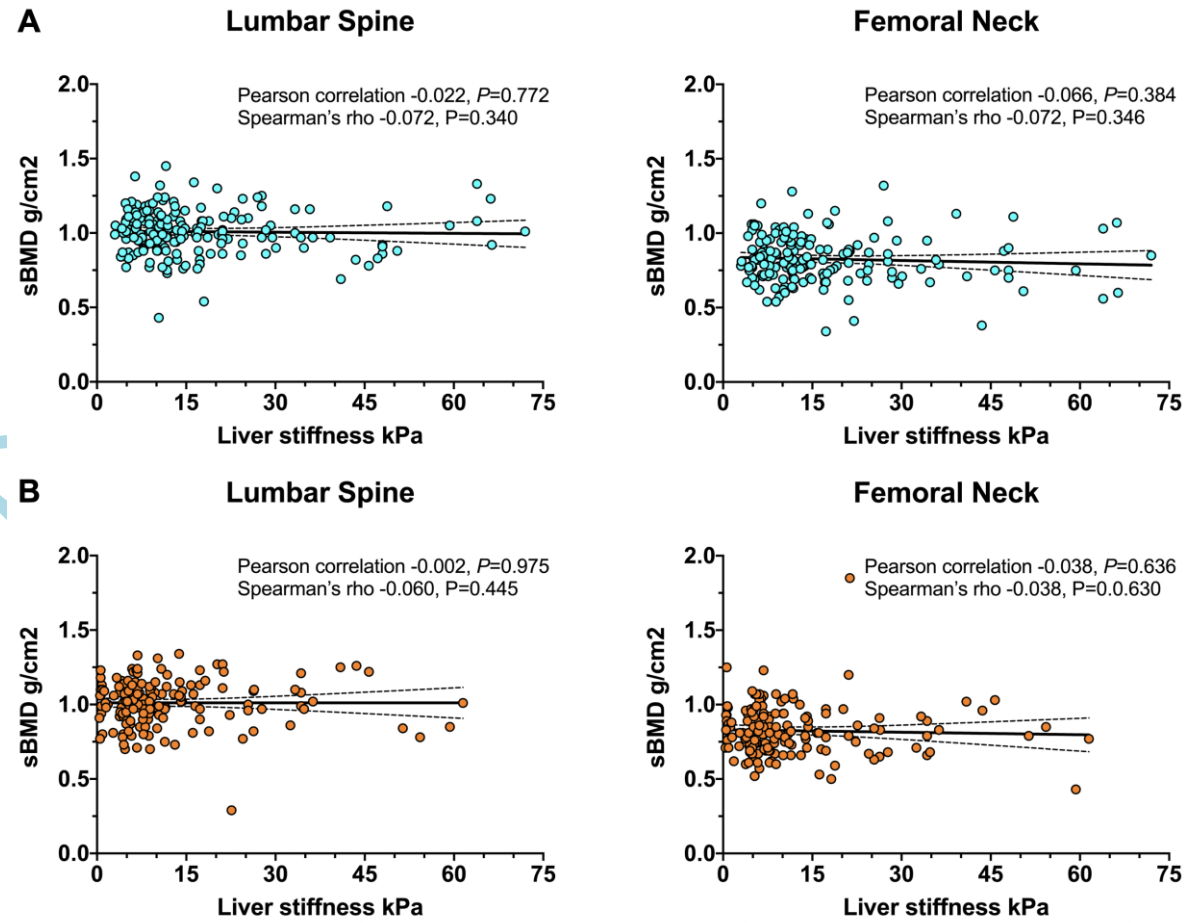 A
Lumbar Spine
Femoral Neck
2.0
1.5
1.0
0.5
0.0
sBMD g/cm2
Pearson correlation -0.022, P=0.772
Spearman's rho -0.072, P=0.340
0 15 30 45 60 75
Liver stiffness kPa
2.0
1.5
1.0
0.5
0.0
sBMD g/cm2
Pearson correlation -0.066, P=0.384
Spearman's rho -0.072, P=0.346
0 15 30 45 60 75
Liver stiffness kPa
B
Lumbar Spine
Femoral Neck
2.0
1.5
1.0
0.5
0.0
sBMD g/cm2
Pearson correlation -0.002, P=0.975
Spearman's rho -0.060, P=0.445
0 15 30 45 60 75
Liver stiffness kPa
2.0
1.5
1.0
0.5
0.0
sBMD g/cm2
Pearson correlation -0.038, P=0.636
Spearman's rho -0.038, P=0.0.630
0 15 30 45 60 75
Liver stiffness kPa